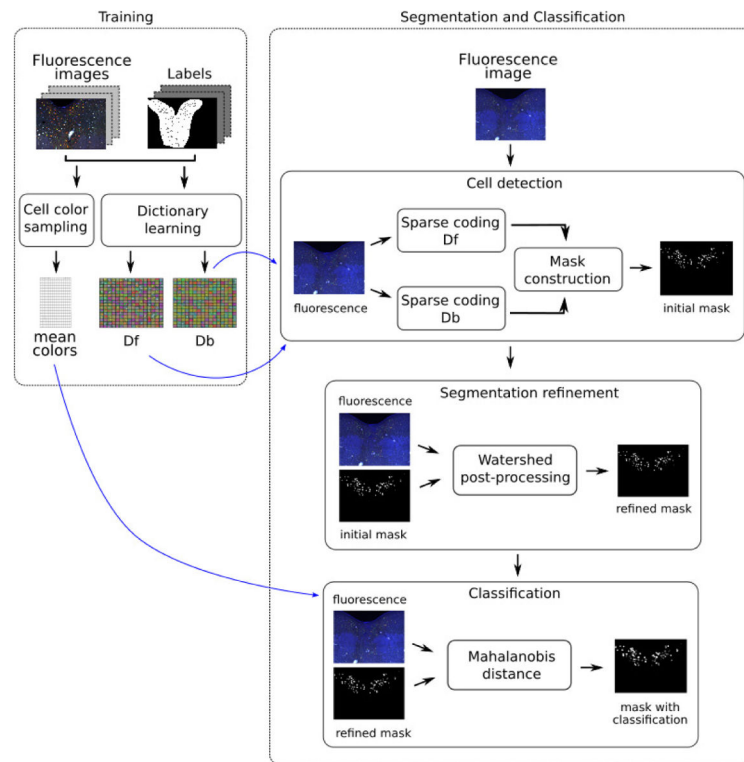 Training
Fluorescence
images
Labels
Cell color
sampling
Dictionary
learning
mean
colors
Df
Db
Segmentation and Classification
Fluorescence
image
Cell detection
fluorescence
Sparse coding
Df
Sparse coding
Db
Mask
construction
initial mask
Segmentation refinement
fluorescence
initial mask
Watershed
post-processing
refined mask
Classification
fluorescence
refined mask
Mahalanobis
distance
mask with
classification